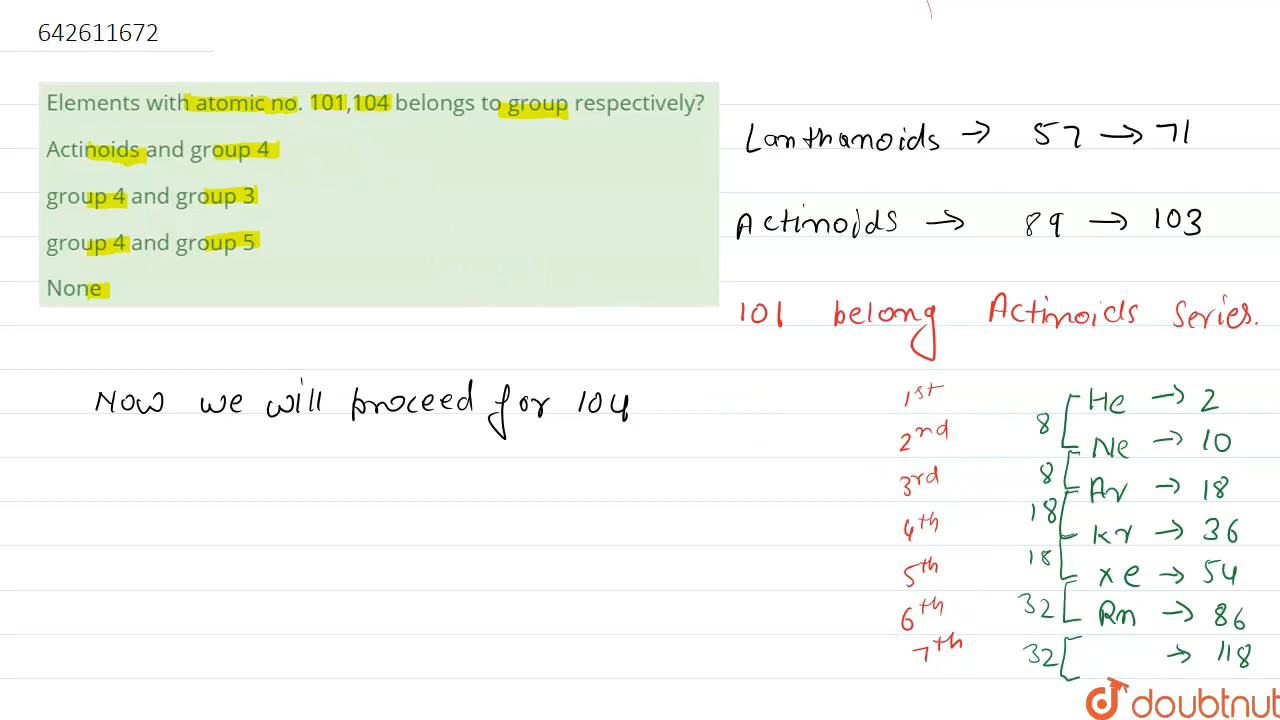 642611672
Elements with atomic no. 101,104 belongs to group respectively?
Actinoids and group 4
group 4 and group 3
group 4 and group 5
None
Lanthanoids → 57 → 71
Actinoids → 89 → 103
101 belong Actinoids series.
Now we will proceed for 104
1st He → 2
8
2nd Ne → 10
8
3rd Ar → 18
18
4th Kr → 36
18
5th Xe → 54
6th 32 Rn → 86
7th 32 → 118
doubtnut